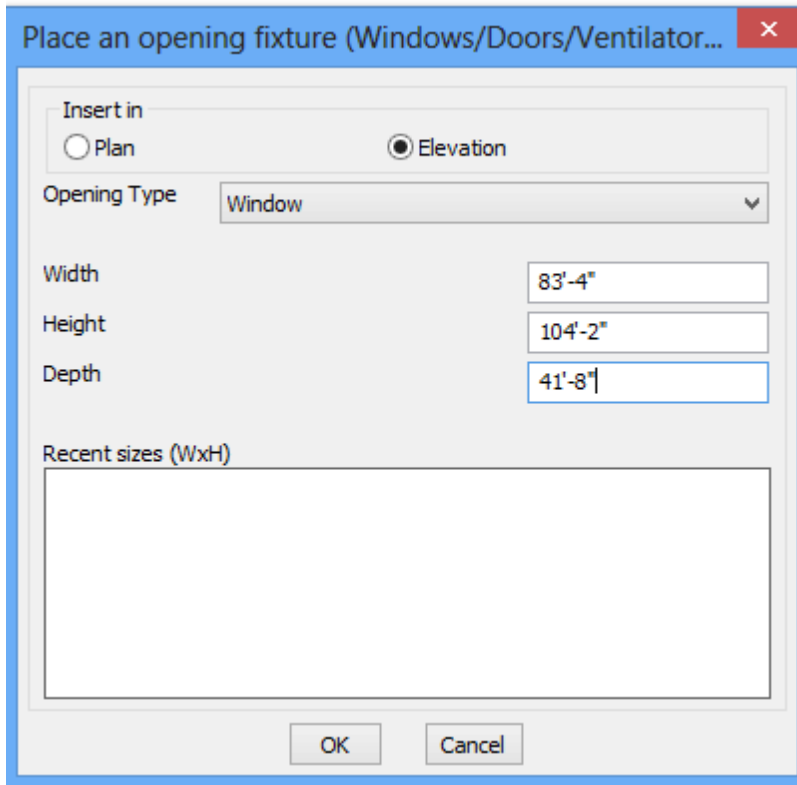 Place an opening fixture (Windows/Doors/Ventilator...
Insert in
Plan Elevation
Opening Type Window
Width 83'-4"
Height 104'-2"
Depth 41'-8"
Recent sizes (WxH)
OK Cancel